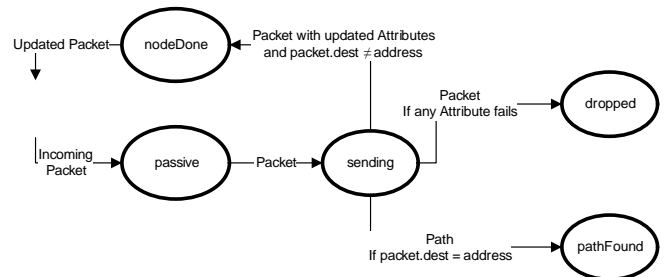 Updated Packet
nodeDone
Packet with updated Attributes
and packet.dest ≠ address
Packet
If any Attribute fails
dropped
Incoming
Packet
passive
Packet
sending
Path
If packet.dest = address
pathFound